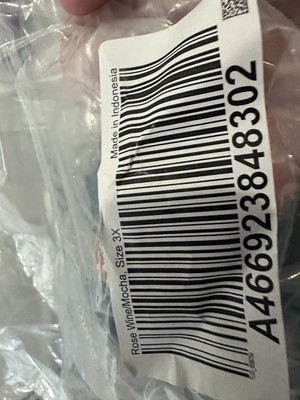 Made in Indonesia
Rose Wine/Mocha, Size 3X
A466923848302